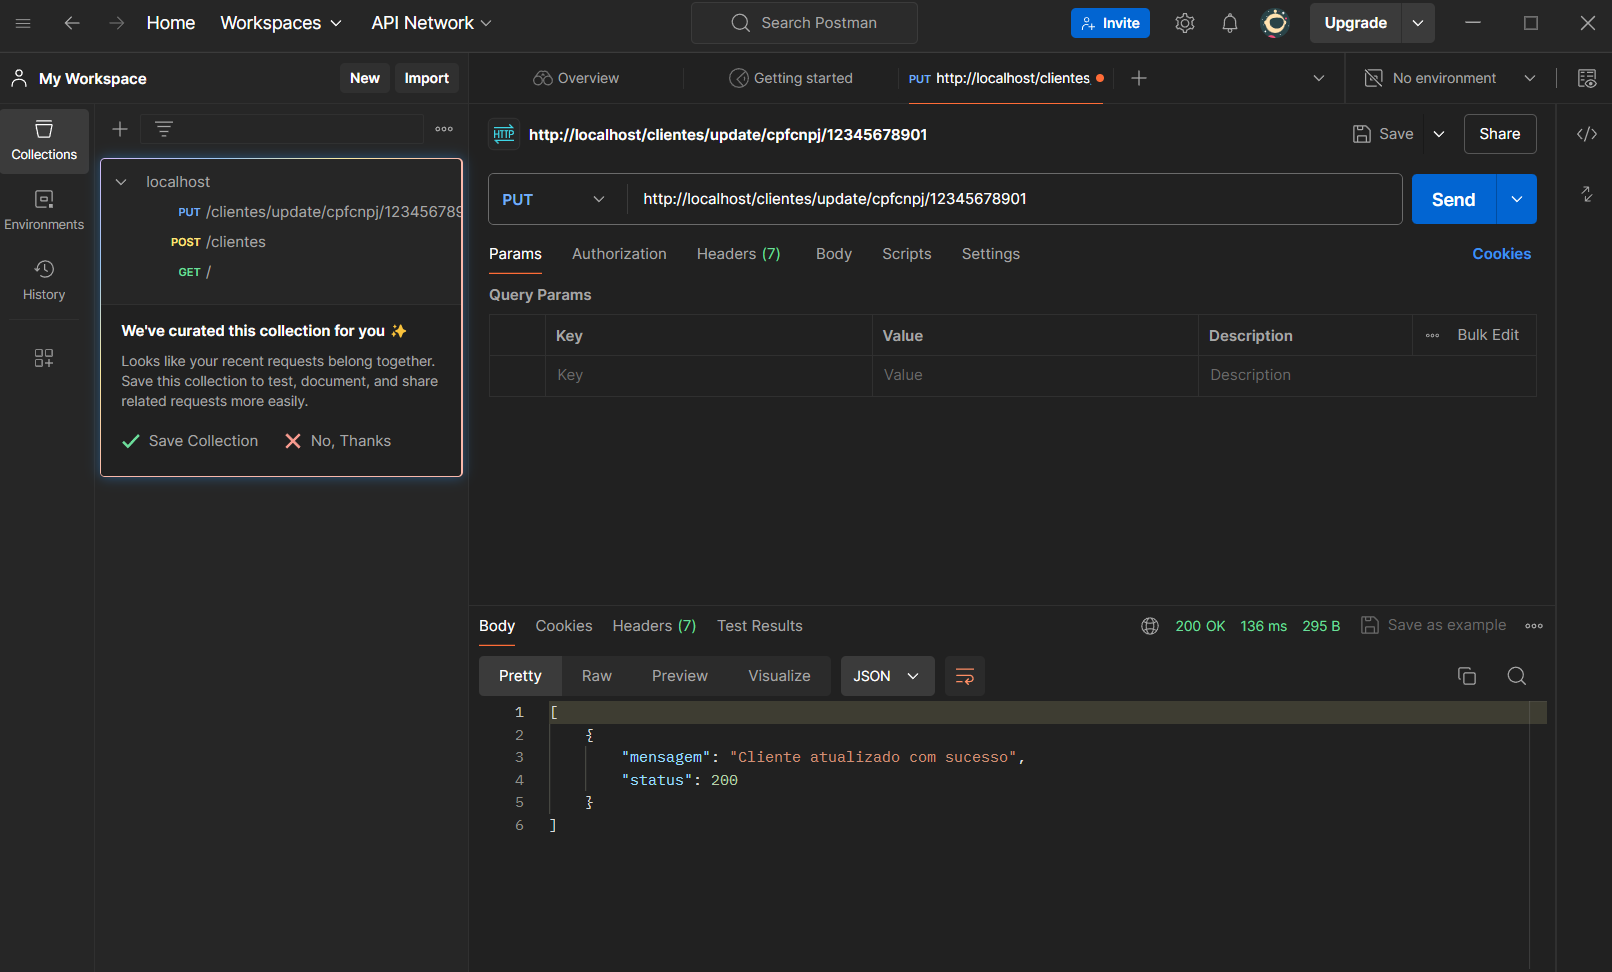 Home Workspaces API Network Search Postman Invite Upgrade
My Workspace New Import Overview Getting started PUT http://localhost/clientes No environment
Collections
Environments
History
localhost
PUT /clientes/update/cpfcnpj/123456789
POST /clientes
GET /
We've curated this collection for you ✨
Looks like your recent requests belong together.
Save this collection to test, document, and share
related requests more easily.
Save Collection No, Thanks
HTTP http://localhost/clientes/update/cpfcnpj/12345678901 Save Share
PUT http://localhost/clientes/update/cpfcnpj/12345678901 Send
Params Authorization Headers (7) Body Scripts Settings Cookies
Query Params
Key Value Description Bulk Edit
Key Value Description
Body Cookies Headers (7) Test Results 200 OK 136 ms 295 B Save as example
Pretty Raw Preview Visualize JSON
1 [
2 {
3 "mensagem": "Cliente atualizado com sucesso",
4 "status": 200
5 }
6 ]